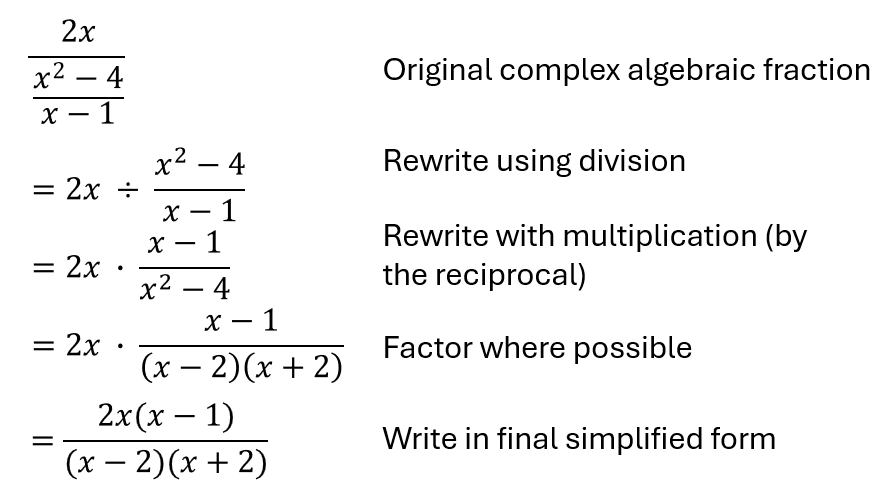 2x
x² − 4
x − 1
Original complex algebraic fraction
= 2x ÷ x² − 4
x − 1
Rewrite using division
= 2x · x − 1
x² − 4
Rewrite with multiplication (by
the reciprocal)
= 2x · x − 1
(x − 2)(x + 2)
Factor where possible
= 2x(x − 1)
(x − 2)(x + 2)
Write in final simplified form